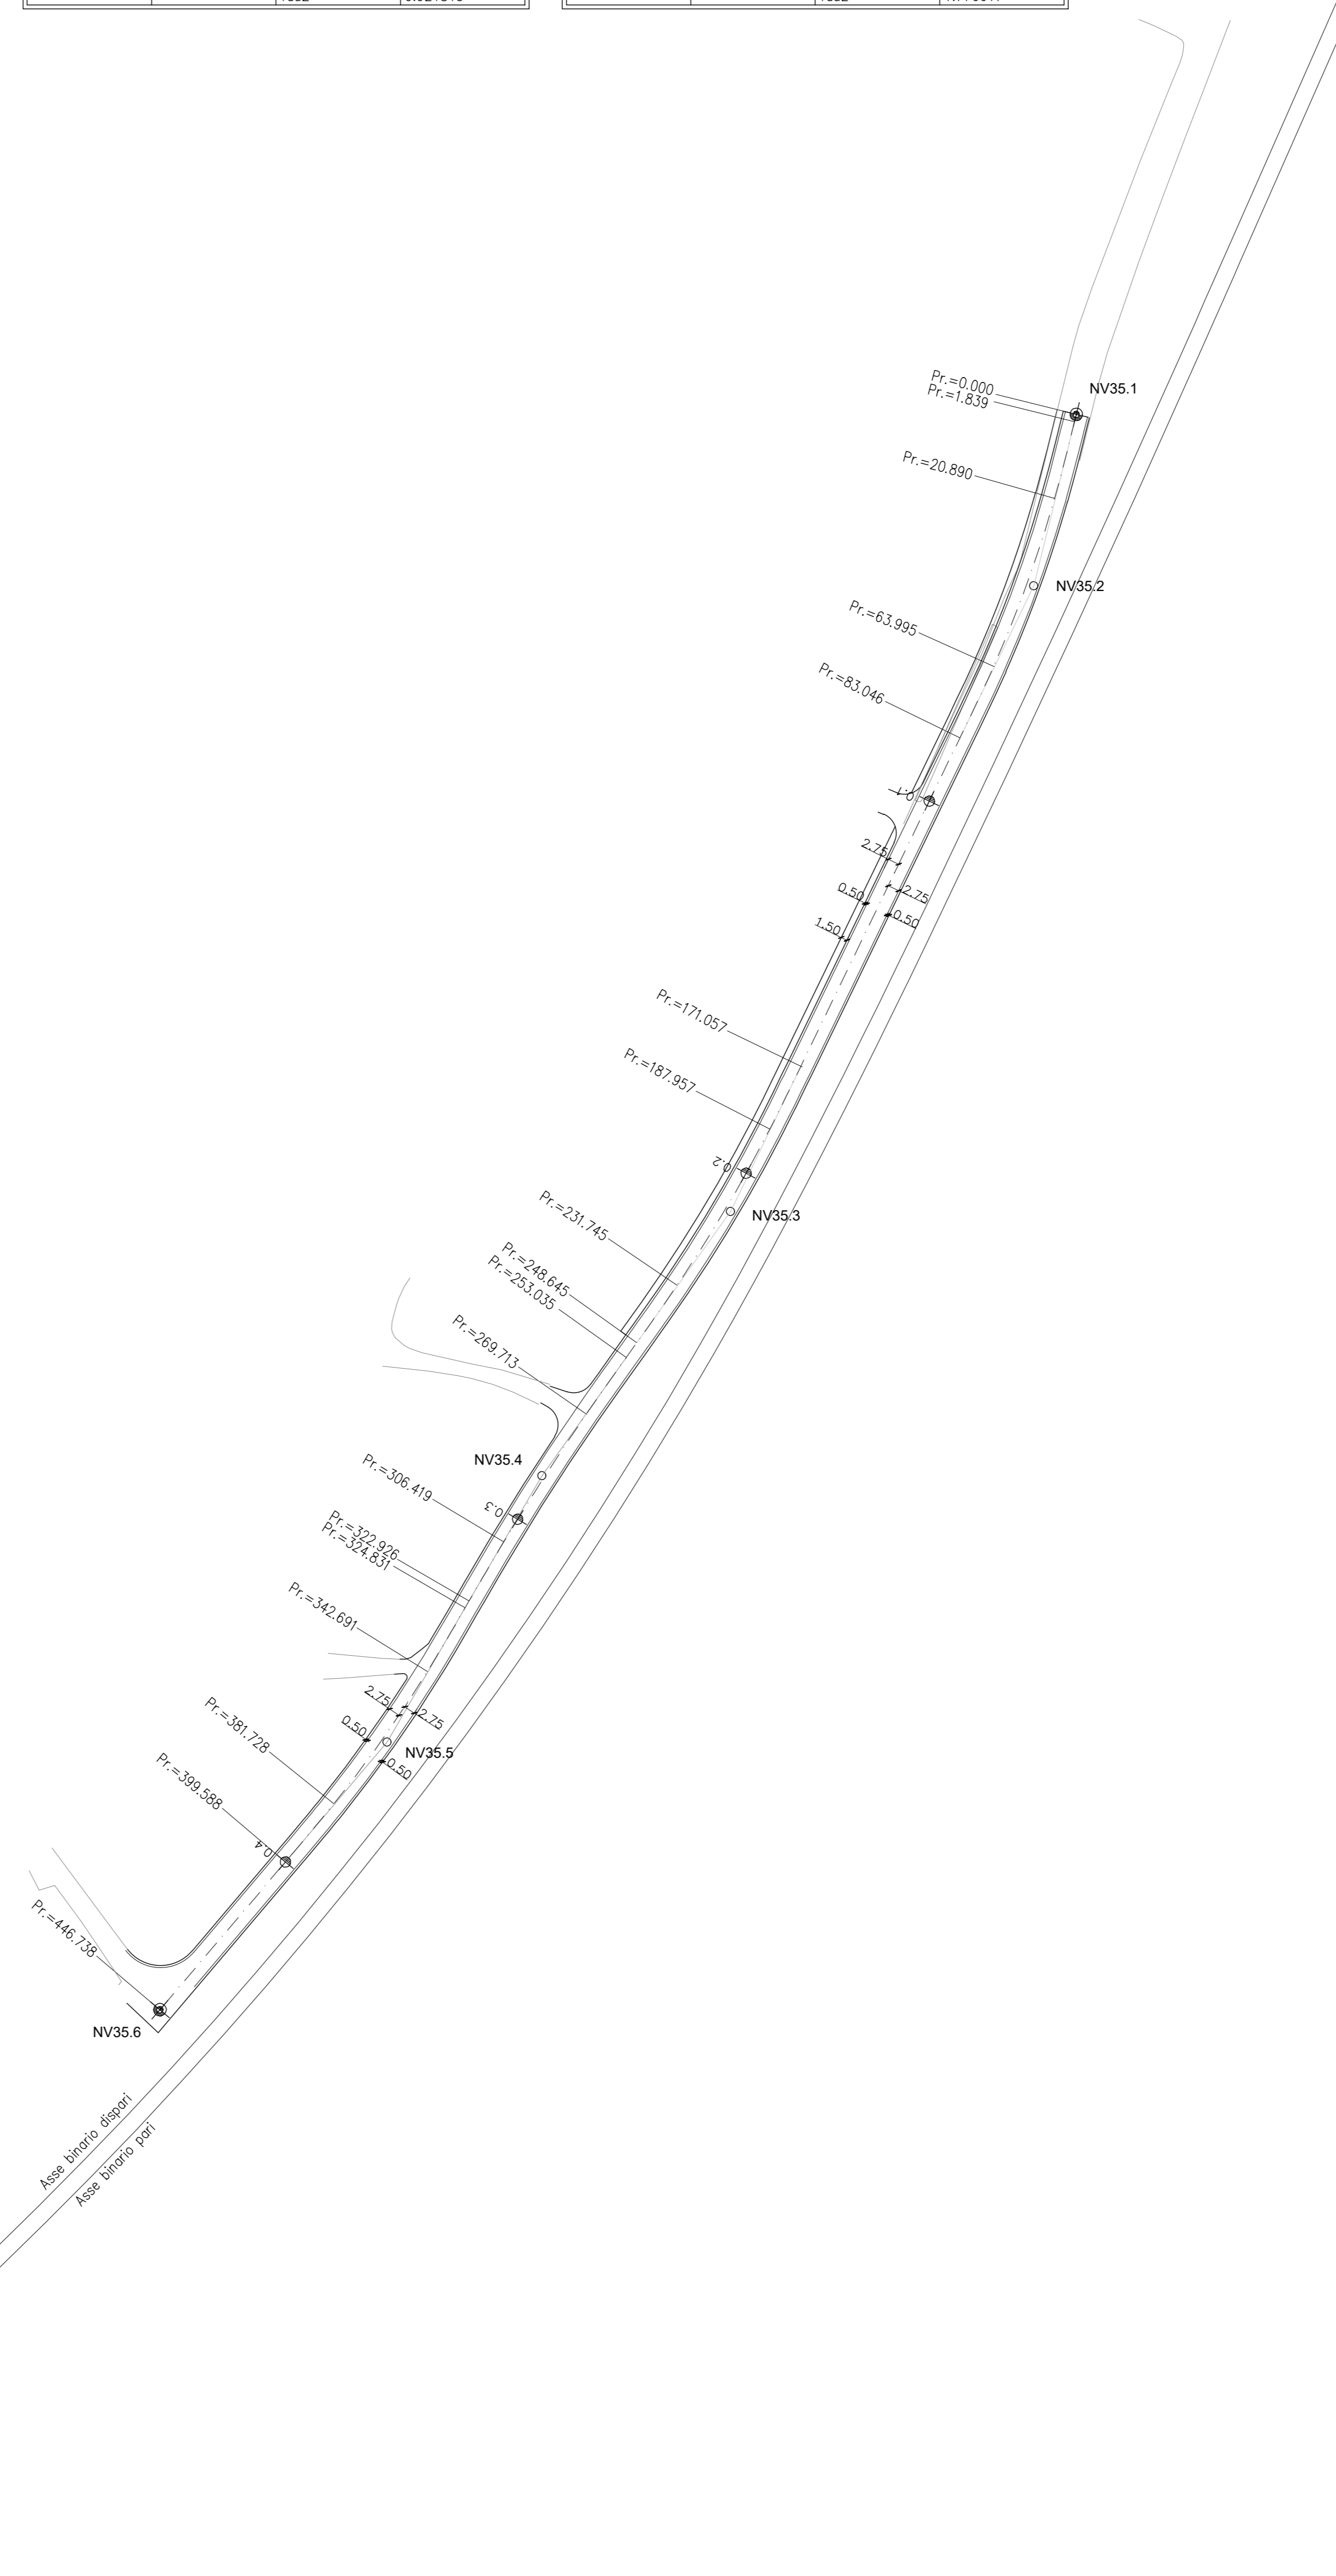 Pr.=0.000
NV35.1
Pr.=1.839
Pr.=20.890
NV35.2
Pr.=63.995
Pr.=83.046
0.1
2.75
0.50
2.75
0.50
1.50
Pr.=171.057
Pr.=187.957
0.2
NV35.3
Pr.=231.745
Pr.=248.645
Pr.=253.035
Pr.=269.713
NV35.4
Pr.=306.419
0.3
Pr.=322.926
Pr.=324.831
Pr.=342.691
2.75
2.75
0.50
Pr.=381.728
NV35.5
0.50
Pr.=399.588
0.4
Pr.=446.738
NV35.6
Asse binario dispari
Asse binario pari